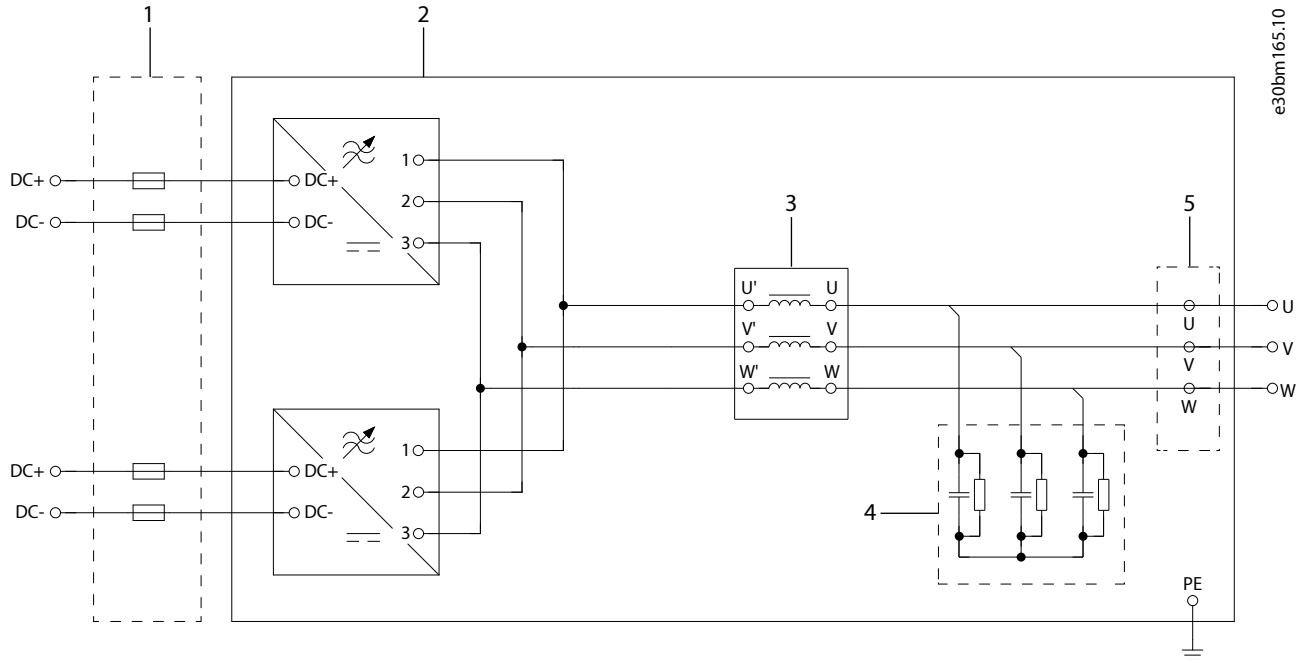 1
2
e30bm165.10
DC+
DC+
1
DC-
DC-
2
3
3
5
U'
U
V'
V
W'
W
U
V
W
U
V
W
DC+
DC+
1
DC-
DC-
2
3
4
PE